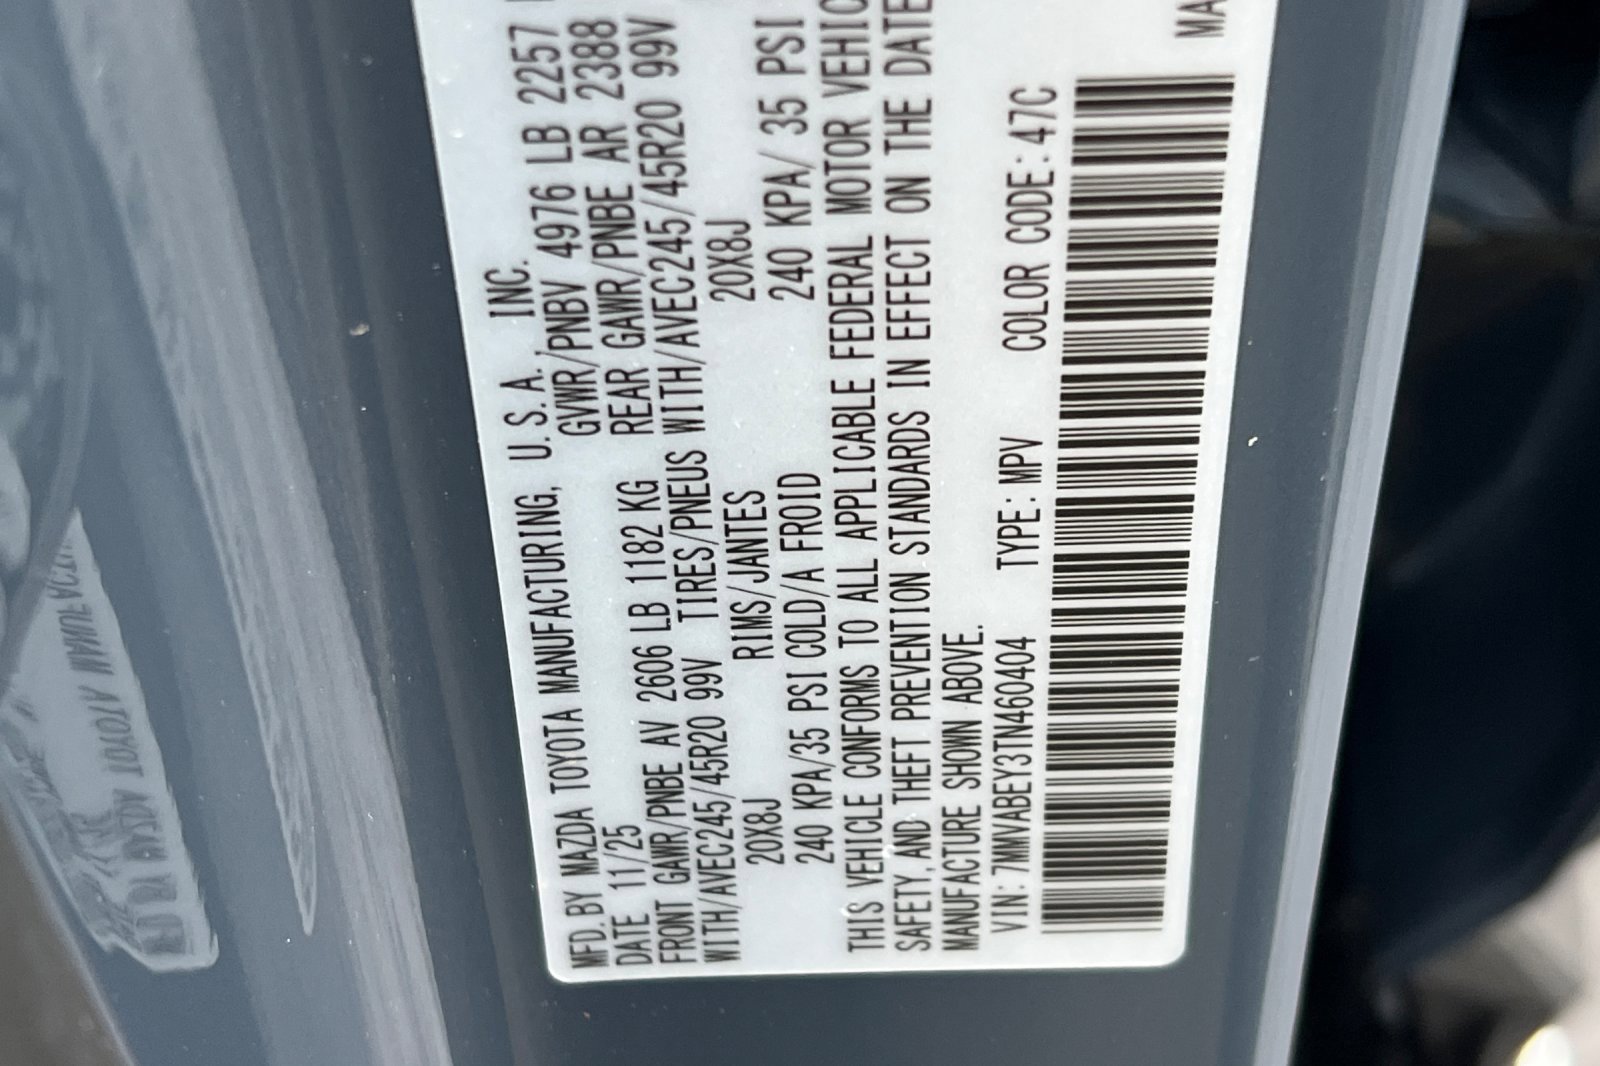 MFD.BY MAZDA TOYOTA MANUFACTURING, U.S.A. INC.
DATE 11/25 GVWR/PNBV 4976 LB 2257
FRONT GAWR/PNBE AV 2606 LB 1182 KG REAR GAWR/PNBE AR 2388
WITH/AVEC245/45R20 99V TIRES/PNEUS WITH/AVEC245/45R20 99V
20X8J RIMS/JANTES 20X8J
240 KPA/35 PSI COLD/A FROID 240 KPA/ 35 PSI
THIS VEHICLE CONFORMS TO ALL APPLICABLE FEDERAL MOTOR VEHIC
SAFETY,AND THEFT PREVENTION STANDARDS IN EFFECT ON THE DATE
MANUFACTURE SHOWN ABOVE.
VIN: 7MMVABEY3TN460404 TYPE: MPV COLOR CODE: 47C
MA